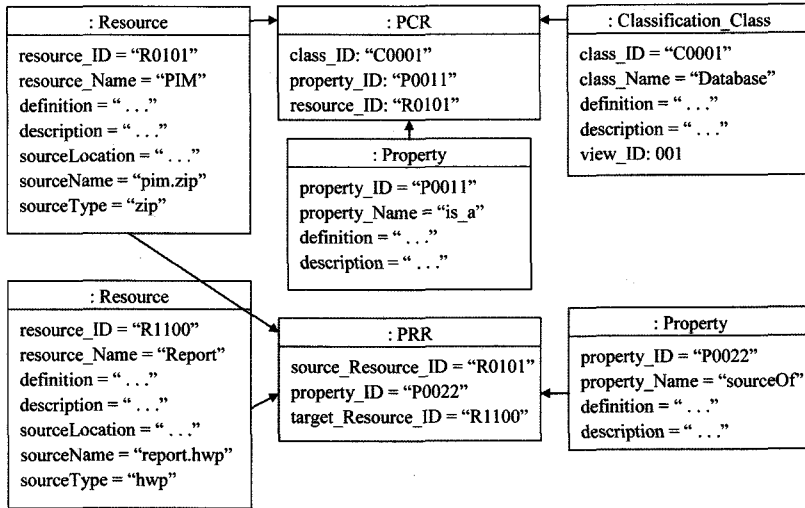 : Resource
resource_ID = “R0101”
resource_Name = “PIM”
definition = “ . . .”
description = “ . . .”
sourceLocation = “ . . .”
sourceName = “pim.zip”
sourceType = “zip”
: PCR
class_ID: “C0001”
property_ID: “P0011”
resource_ID: “R0101”
: Classification_Class
class_ID = “C0001”
class_Name = “Database”
definition = “ . . .”
description = “ . . .”
view_ID: 001
: Property
property_ID = “P0011”
property_Name = “is_a”
definition = “ . . .”
description = “ . . .”
: Resource
resource_ID = “R1100”
resource_Name = “Report”
definition = “ . . .”
description = “ . . .”
sourceLocation = “ . . .”
sourceName = “report.hwp”
sourceType = “hwp”
: PRR
source_Resource_ID = “R0101”
property_ID = “P0022”
target_Resource_ID = “R1100”
: Property
property_ID = “P0022”
property_Name = “sourceOf”
definition = “ . . .”
description = “ . . .”